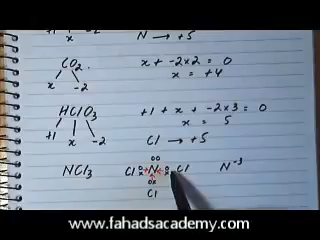 +1 x -2 N → +5
CO₂. x + -2×2 = 0
x -2 x = +4
HClO₃ +1 + x + -2×3 = 0
+1 x -2 x = 5
Cl → +5
NCl₃ Cl N Cl N⁻³
Cl
www.fahadsacademy.com